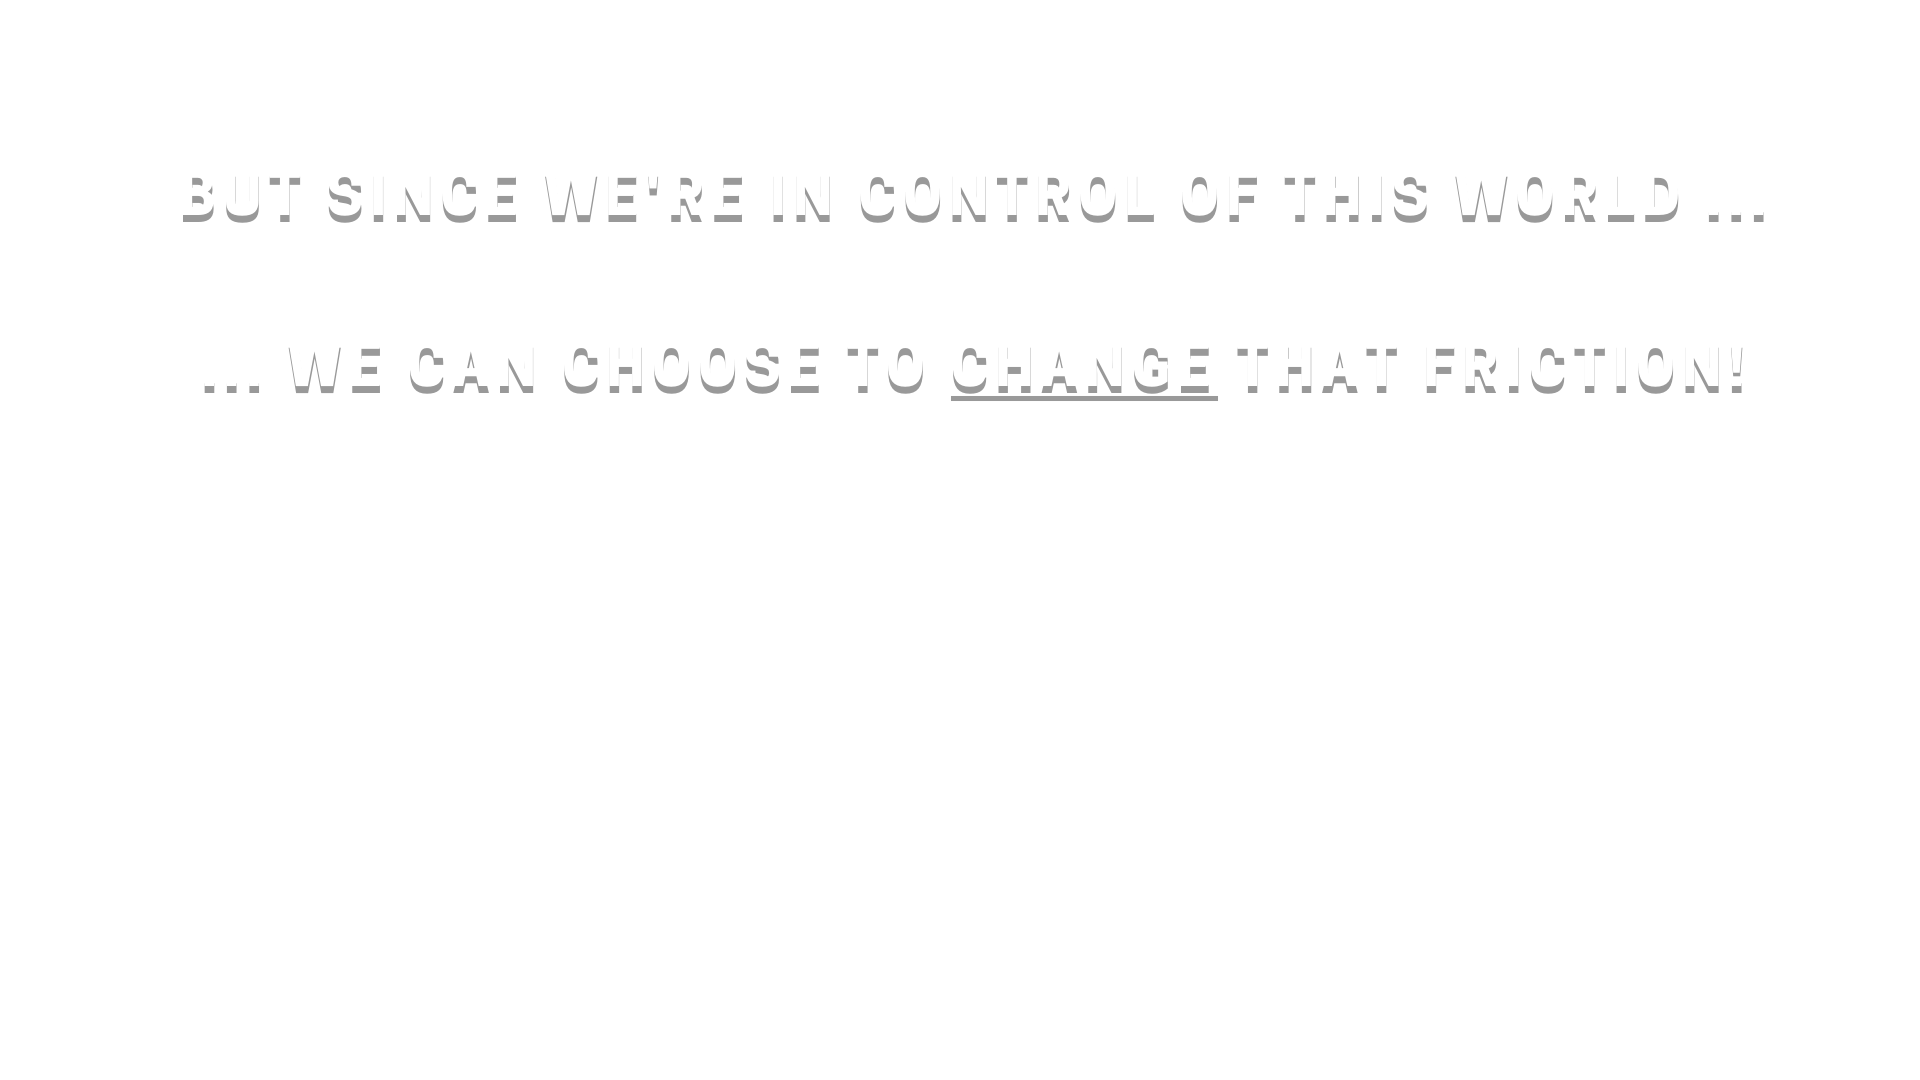 BUT SINCE WE'RE IN CONTROL OF THIS WORLD ...
... WE CAN CHOOSE TO CHANGE THAT FRICTION!